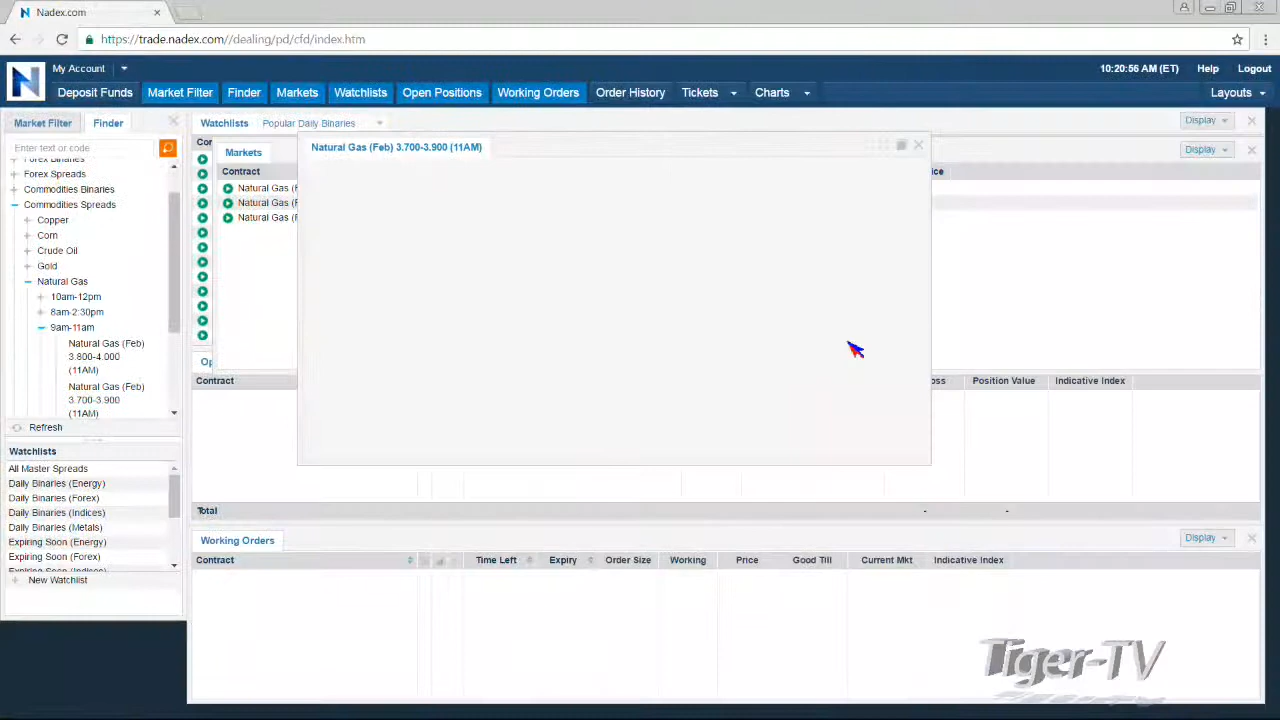 Nadex.com
https://trade.nadex.com//dealing/pd/cfd/index.htm
My Account
10:20:56 AM (ET) Help Logout
Deposit Funds Market Filter Finder Markets Watchlists Open Positions Working Orders Order History Tickets Charts Layouts
Market Filter Finder
Enter text or code
Forex Binaries
Forex Spreads
Commodities Binaries
Commodities Spreads
Copper
Corn
Crude Oil
Gold
Natural Gas
10am-12pm
8am-2:30pm
9am-11am
Natural Gas (Feb)
3.800-4.000
(11AM)
Natural Gas (Feb)
3.700-3.900
(11AM)
Refresh
Watchlists
All Master Spreads
Daily Binaries (Energy)
Daily Binaries (Forex)
Daily Binaries (Indices)
Daily Binaries (Metals)
Expiring Soon (Energy)
Expiring Soon (Forex)
Expiring Soon (Indices)
New Watchlist
Watchlists Popular Daily Binaries Display
Markets Display
Contract
Natural Gas (F
Natural Gas (F
Natural Gas (F
Natural Gas (Feb) 3.700-3.900 (11AM)
Contract Position Value Indicative Index
Total - -
Working Orders Display
Contract Time Left Expiry Order Size Working Price Good Till Current Mkt Indicative Index
Tiger-TV